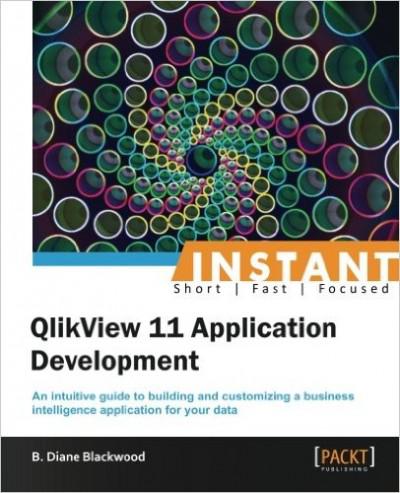 INSTANT
Short | Fast | Focused
QlikView 11 Application
Development
An intuitive guide to building and customizing a business
intelligence application for your data
B. Diane Blackwood
[PACKT]
PUBLISHING